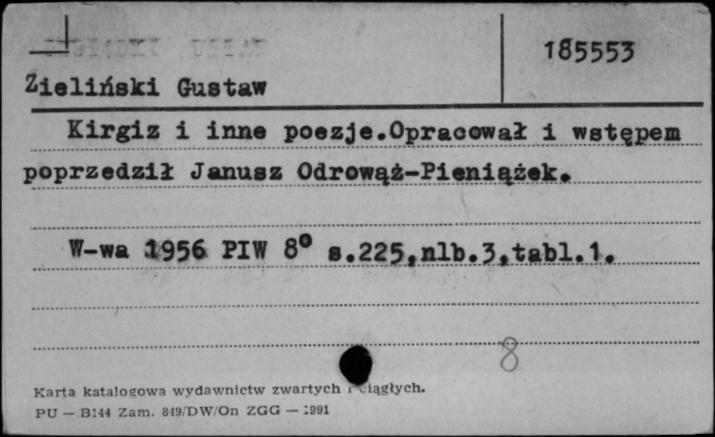 185553
Zieliński Gustaw
Kirgiz i inne poezje.Opracował i wstępem
poprzedził Janusz Odrowąż-Pieniążek.
W-wa 1956 PIW 8° s.225,nlb.3,tabl.1.
8
Karta katalogowa wydawnictw zwartych i ciągłych.
PU — B144 Zam. 849/DW/On ZGG — 1991